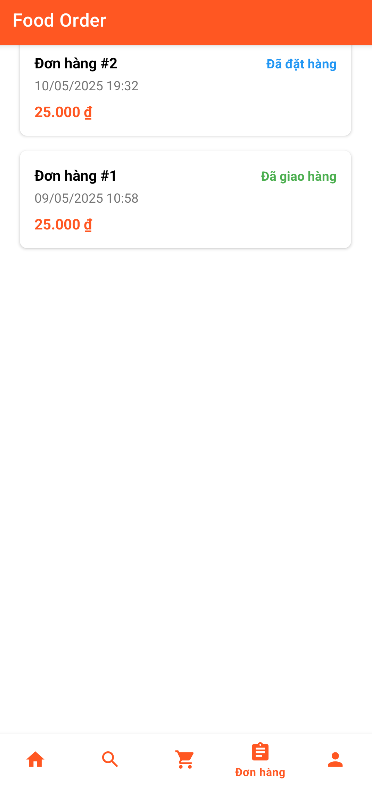 Food Order
Đơn hàng #2
Đã đặt hàng
10/05/2025 19:32
25.000 ₫
Đơn hàng #1
Đã giao hàng
09/05/2025 10:58
25.000 ₫
Đơn hàng